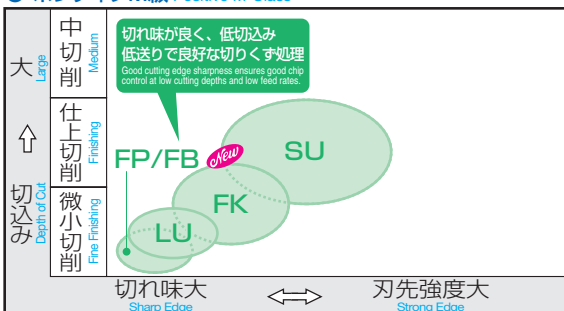 大 Large
⇧
切込み Depth of Cut
中切削 Medium
仕上切削 Finishing
微小切削 Fine Finishing
切れ味が良く、低切込み
低送りで良好な切りくず処理
Good cutting edge sharpness ensures good chip
control at low cutting depths and low feed rates.
FP/FB New
SU
FK
LU
切れ味大 ⇔ 刃先強度大
Sharp Edge Strong Edge